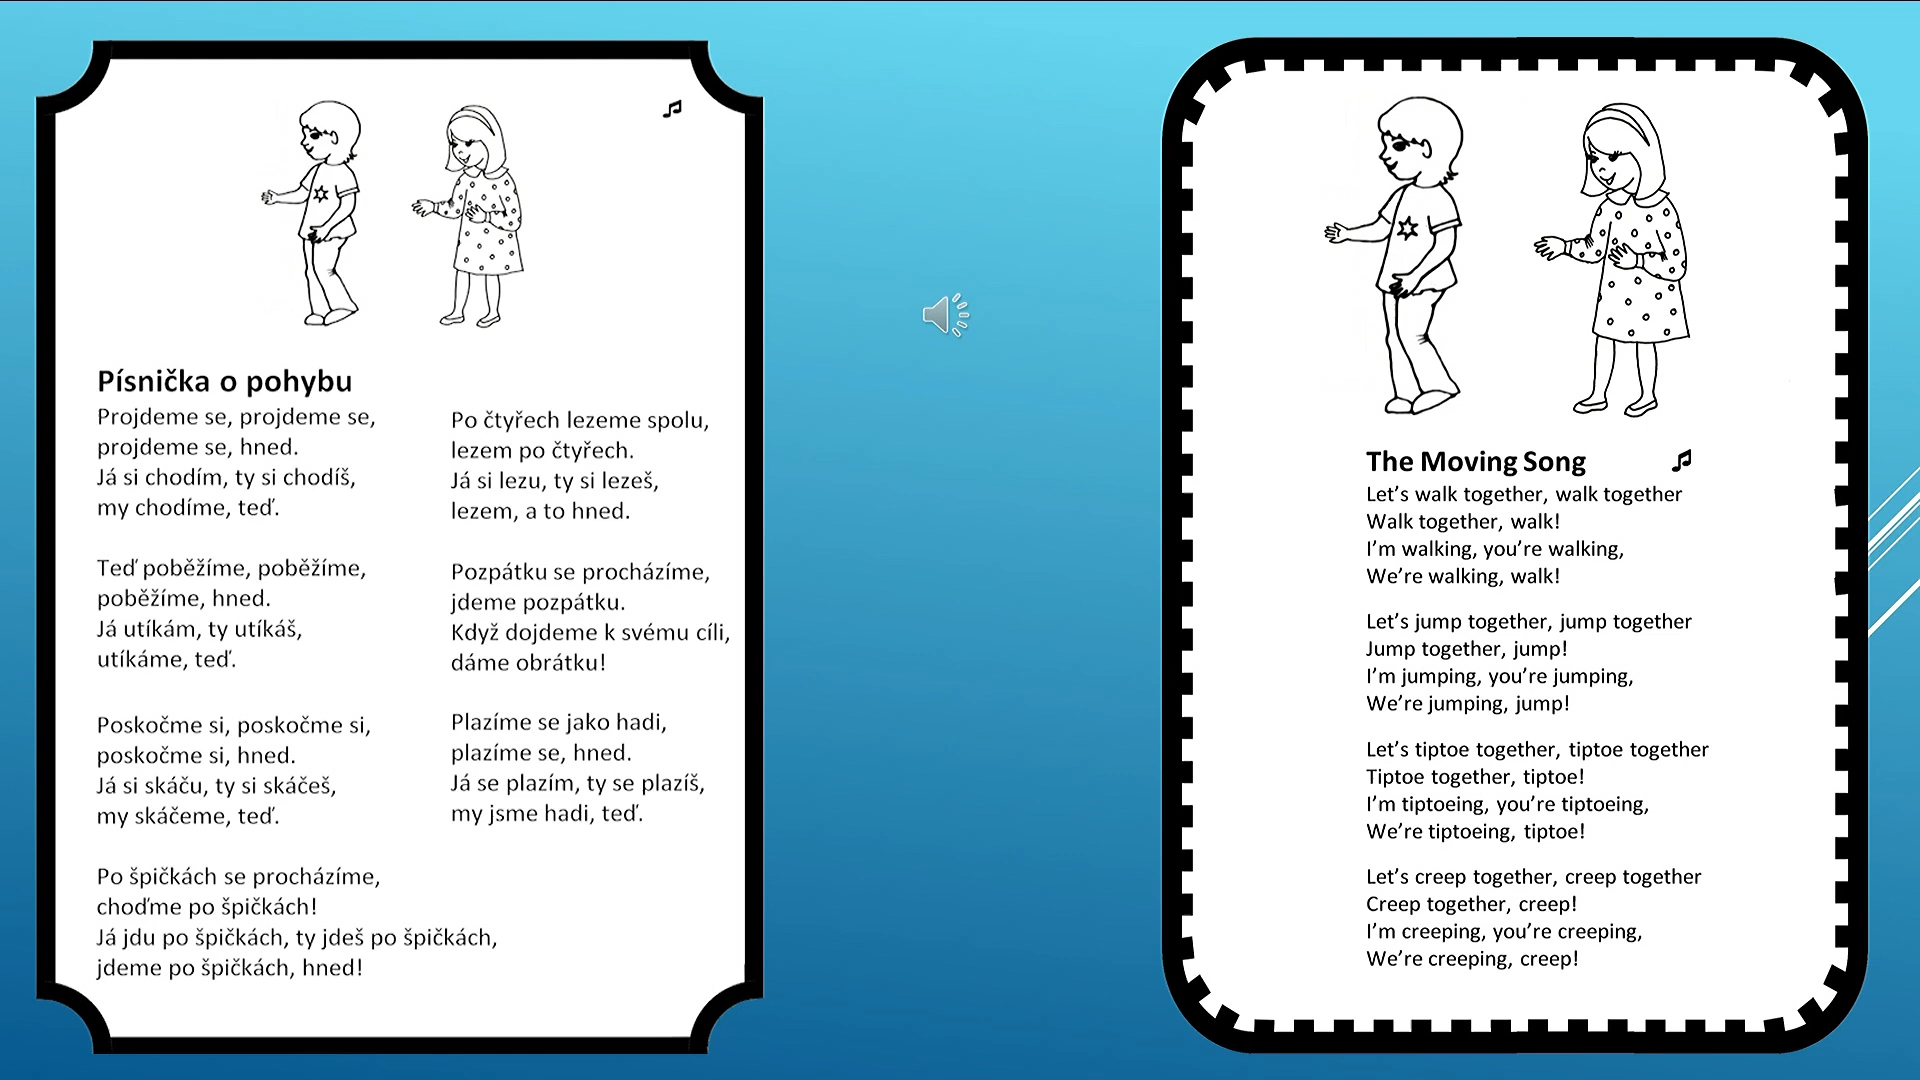 Písnička o pohybu
Projdeme se, projdeme se,
projdeme se, hned.
Já si chodím, ty si chodíš,
my chodíme, teď.
Teď poběžíme, poběžíme,
poběžíme, hned.
Já utíkám, ty utíkáš,
utíkáme, teď.
Poskočme si, poskočme si,
poskočme si, hned.
Já si skáču, ty si skáčeš,
my skáčeme, teď.
Po špičkách se procházíme,
choďme po špičkách!
Já jdu po špičkách, ty jdeš po špičkách,
jdeme po špičkách, hned!
Po čtyřech lezeme spolu,
lezem po čtyřech.
Já si lezu, ty si lezeš,
lezem, a to hned.
Pozpátku se procházíme,
jdeme pozpátku.
Když dojdeme k svému cíli,
dáme obrátku!
Plazíme se jako hadi,
plazíme se, hned.
Já se plazím, ty se plazíš,
my jsme hadi, teď.
The Moving Song
Let's walk together, walk together
Walk together, walk!
I'm walking, you're walking,
We're walking, walk!
Let's jump together, jump together
Jump together, jump!
I'm jumping, you're jumping,
We're jumping, jump!
Let's tiptoe together, tiptoe together
Tiptoe together, tiptoe!
I'm tiptoeing, you're tiptoeing,
We're tiptoeing, tiptoe!
Let's creep together, creep together
Creep together, creep!
I'm creeping, you're creeping,
We're creeping, creep!